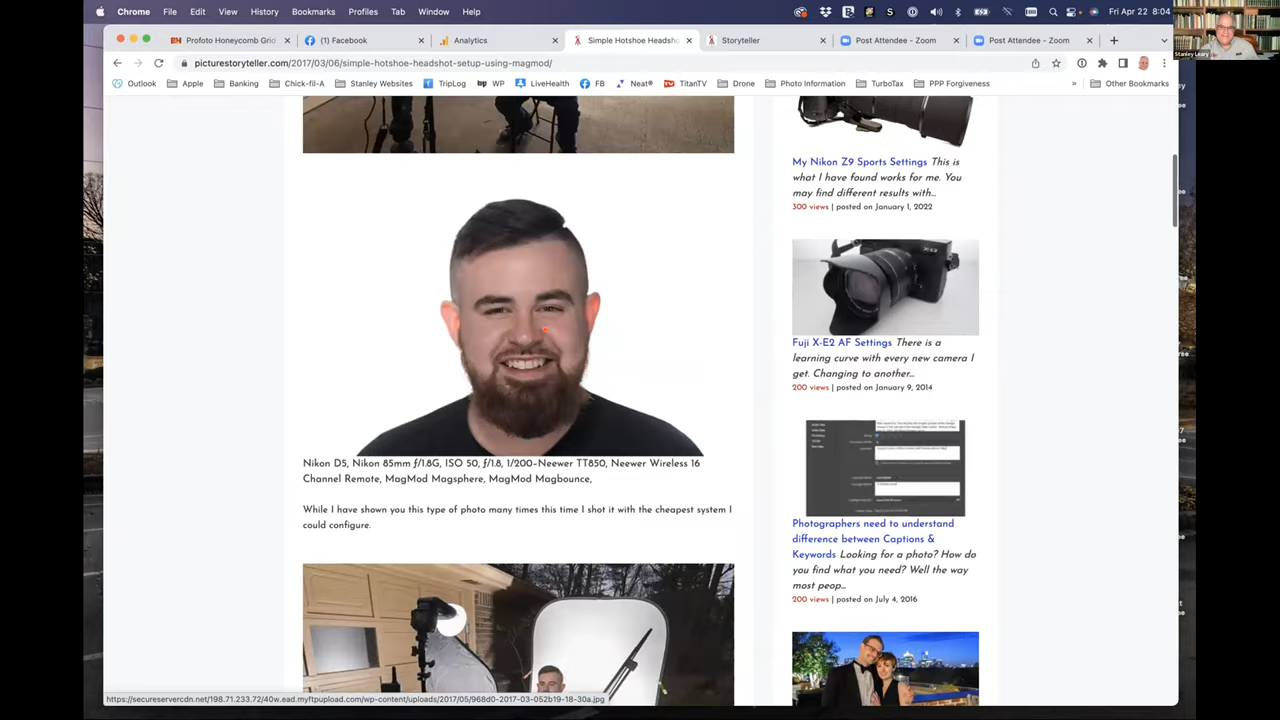 Chrome File Edit View History Bookmarks Profiles Tab Window Help
Fri Apr 22 8:04
Stanley Leary
Profoto Honeycomb Grid
(1) Facebook
Analytics
Simple Hotshoe Headsho
Storyteller
Post Attendee - Zoom
Post Attendee - Zoom
picturestoryteller.com/2017/03/06/simple-hotshoe-headshot-setup-using-magmod/
Outlook Apple Banking Chick-fil-A Stanley Websites TripLog WP LiveHealth FB Neat® TitanTV Drone Photo Information TurboTax PPP Forgiveness » Other Bookmarks
Nikon D5, Nikon 85mm ƒ/1.8G, ISO 50, ƒ/1.8, 1/200–Neewer TT850, Neewer Wireless 16
Channel Remote, MagMod Magsphere, MagMod Magbounce,
While I have shown you this type of photo many times this time I shot it with the cheapest system I
could configure.
My Nikon Z9 Sports Settings This is
what I have found works for me. You
may find different results with...
300 views | posted on January 1, 2022
Fuji X-E2 AF Settings There is a
learning curve with every new camera I
get. Changing to another...
200 views | posted on January 9, 2014
Photographers need to understand
difference between Captions &
Keywords Looking for a photo? How do
you find what you need? Well the way
most peop...
200 views | posted on July 4, 2016
https://secureservercdn.net/198.71.233.72/40w.ead.myftpupload.com/wp-content/uploads/2017/05/968d0-2017-03-052b19-18-30a.jpg